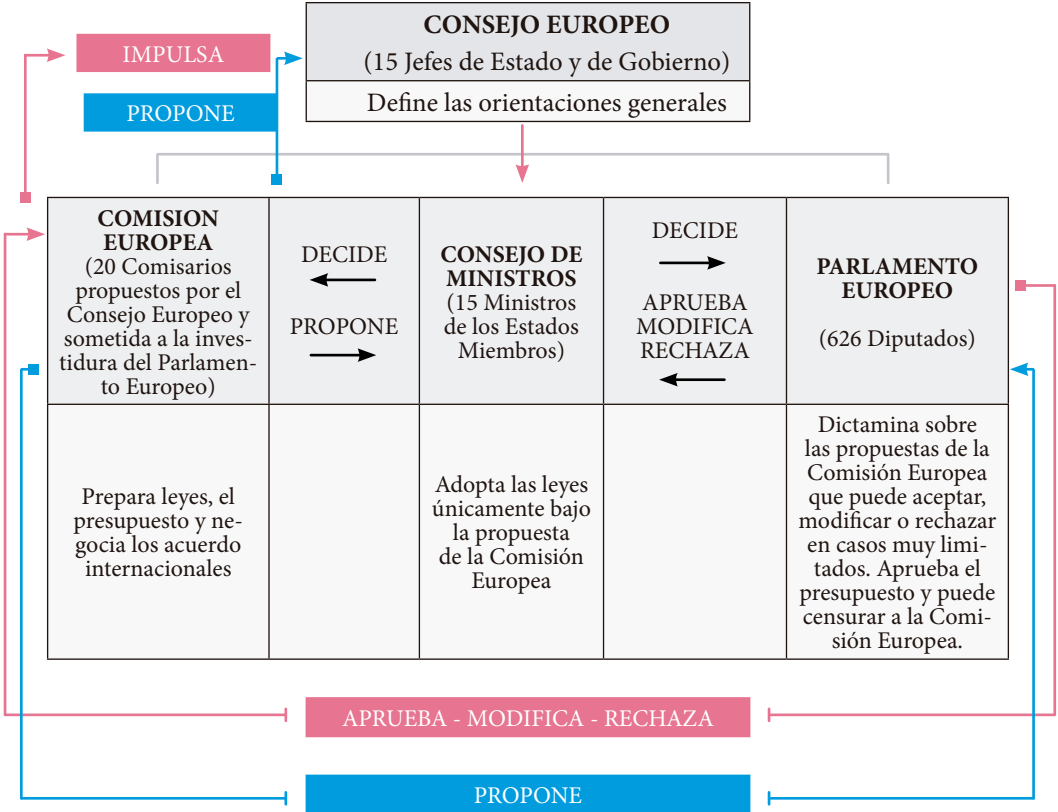 CONSEJO EUROPEO
(15 Jefes de Estado y de Gobierno)
Define las orientaciones generales
IMPULSA
PROPONE
COMISION
EUROPEA
(20 Comisarios
propuestos por el
Consejo Europeo y
sometida a la inves-
tidura del Parlamen-
to Europeo)
DECIDE
PROPONE
CONSEJO DE
MINISTROS
(15 Ministros
de los Estados
Miembros)
DECIDE
APRUEBA
MODIFICA
RECHAZA
PARLAMENTO
EUROPEO
(626 Diputados)
Prepara leyes, el
presupuesto y ne-
gocia los acuerdo
internacionales
Adopta las leyes
únicamente bajo
la propuesta
de la Comisión
Europea
Dictamina sobre
las propuestas de la
Comisión Europea
que puede aceptar,
modificar o rechazar
en casos muy limi-
tados. Aprueba el
presupuesto y puede
censurar a la Comi-
sión Europea.
APRUEBA - MODIFICA - RECHAZA
PROPONE